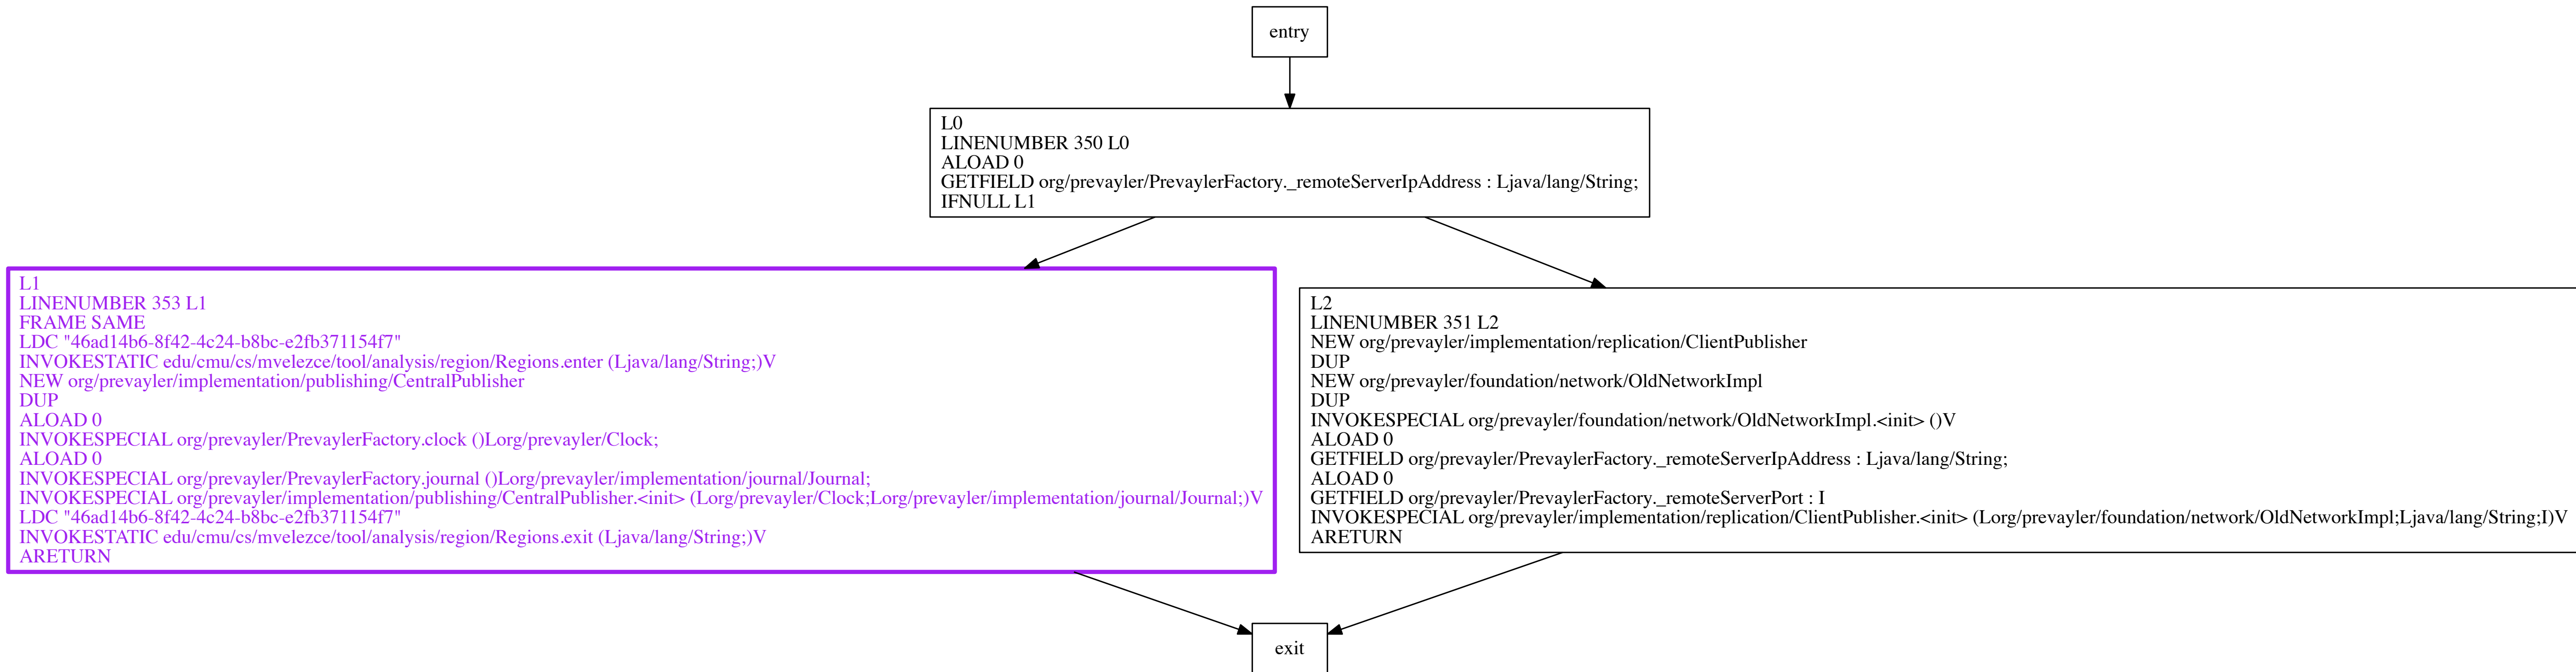 entry
L0
LINENUMBER 350 L0
ALOAD 0
GETFIELD org/prevayler/PrevaylerFactory._remoteServerIpAddress : Ljava/lang/String;
IFNULL L1
L1
LINENUMBER 353 L1
FRAME SAME
LDC "46ad14b6-8f42-4c24-b8bc-e2fb371154f7"
INVOKESTATIC edu/cmu/cs/mvelezce/tool/analysis/region/Regions.enter (Ljava/lang/String;)V
NEW org/prevayler/implementation/publishing/CentralPublisher
DUP
ALOAD 0
INVOKESPECIAL org/prevayler/PrevaylerFactory.clock ()Lorg/prevayler/Clock;
ALOAD 0
INVOKESPECIAL org/prevayler/PrevaylerFactory.journal ()Lorg/prevayler/implementation/journal/Journal;
INVOKESPECIAL org/prevayler/implementation/publishing/CentralPublisher.<init> (Lorg/prevayler/Clock;Lorg/prevayler/implementation/journal/Journal;)V
LDC "46ad14b6-8f42-4c24-b8bc-e2fb371154f7"
INVOKESTATIC edu/cmu/cs/mvelezce/tool/analysis/region/Regions.exit (Ljava/lang/String;)V
ARETURN
L2
LINENUMBER 351 L2
NEW org/prevayler/implementation/replication/ClientPublisher
DUP
NEW org/prevayler/foundation/network/OldNetworkImpl
DUP
INVOKESPECIAL org/prevayler/foundation/network/OldNetworkImpl.<init> ()V
ALOAD 0
GETFIELD org/prevayler/PrevaylerFactory._remoteServerIpAddress : Ljava/lang/String;
ALOAD 0
GETFIELD org/prevayler/PrevaylerFactory._remoteServerPort : I
INVOKESPECIAL org/prevayler/implementation/replication/ClientPublisher.<init> (Lorg/prevayler/foundation/network/OldNetworkImpl;Ljava/lang/String;I)V
ARETURN
exit